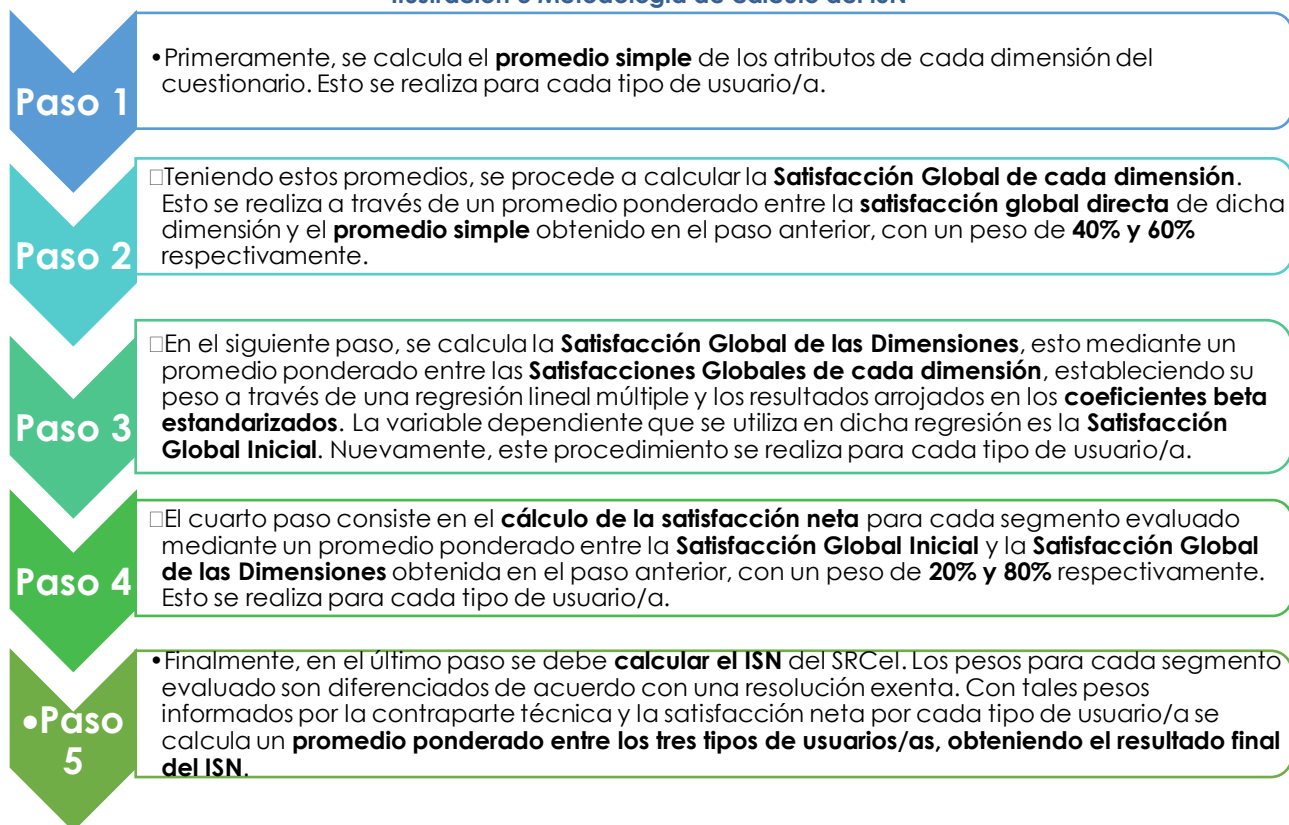 Ilustración 3 Metodología de Cálculo del ISN
Paso 1
•Primeramente, se calcula el promedio simple de los atributos de cada dimensión del
cuestionario. Esto se realiza para cada tipo de usuario/a.
Paso 2
□Teniendo estos promedios, se procede a calcular la Satisfacción Global de cada dimensión.
Esto se realiza a través de un promedio ponderado entre la satisfacción global directa de dicha
dimensión y el promedio simple obtenido en el paso anterior, con un peso de 40% y 60%
respectivamente.
Paso 3
□En el siguiente paso, se calcula la Satisfacción Global de las Dimensiones, esto mediante un
promedio ponderado entre las Satisfacciones Globales de cada dimensión, estableciendo su
peso a través de una regresión lineal múltiple y los resultados arrojados en los coeficientes beta
estandarizados. La variable dependiente que se utiliza en dicha regresión es la Satisfacción
Global Inicial. Nuevamente, este procedimiento se realiza para cada tipo de usuario/a.
Paso 4
□El cuarto paso consiste en el cálculo de la satisfacción neta para cada segmento evaluado
mediante un promedio ponderado entre la Satisfacción Global Inicial y la Satisfacción Global
de las Dimensiones obtenida en el paso anterior, con un peso de 20% y 80% respectivamente.
Esto se realiza para cada tipo de usuario/a.
•Paso
5
•Finalmente, en el último paso se debe calcular el ISN del SRCeI. Los pesos para cada segmento
evaluado son diferenciados de acuerdo con una resolución exenta. Con tales pesos
informados por la contraparte técnica y la satisfacción neta por cada tipo de usuario/a se
calcula un promedio ponderado entre los tres tipos de usuarios/as, obteniendo el resultado final
del ISN.